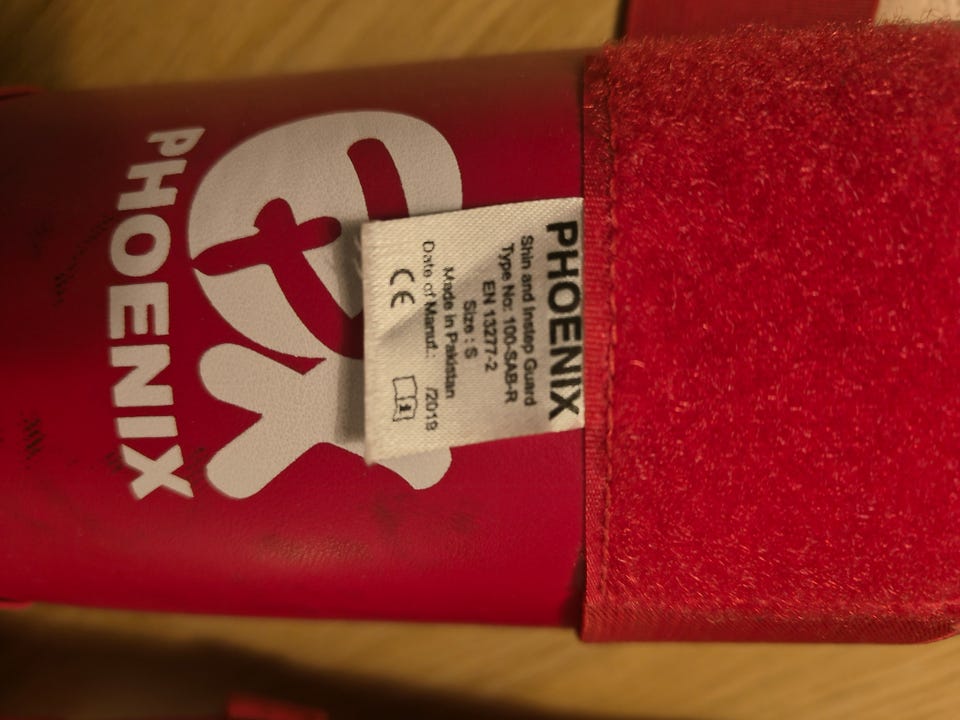 PHOENIX
PHOENIX
Shin and Instep Guard
Type No: 100-SAB-R
EN 13277-2
Size : S
Made in Pakistan
Date of Manuf.: /2019
CE